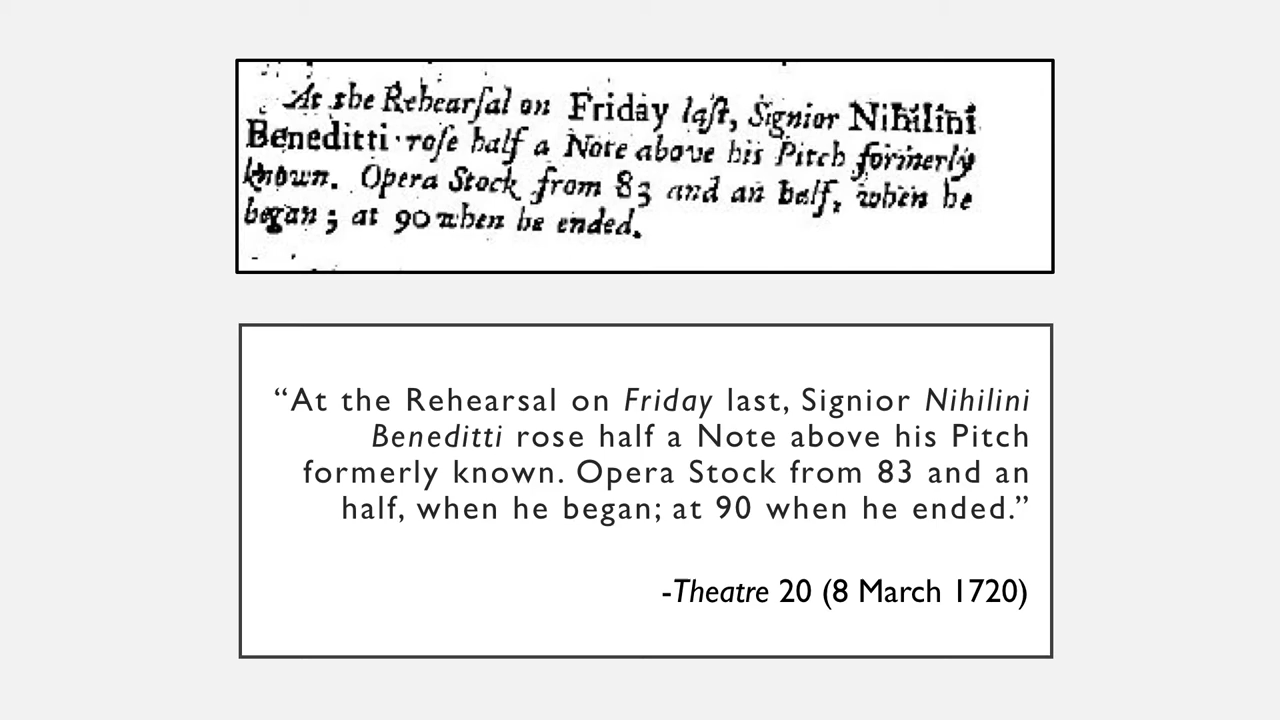 At the Rehearſal on Friday laſt, Signior Nihilini
Beneditti roſe half a Note above his Pitch formerly
known. Opera Stock from 83 and an half, when he
began; at 90 when he ended.
“At the Rehearsal on Friday last, Signior Nihilini
Beneditti rose half a Note above his Pitch
formerly known. Opera Stock from 83 and an
half, when he began; at 90 when he ended.”
-Theatre 20 (8 March 1720)